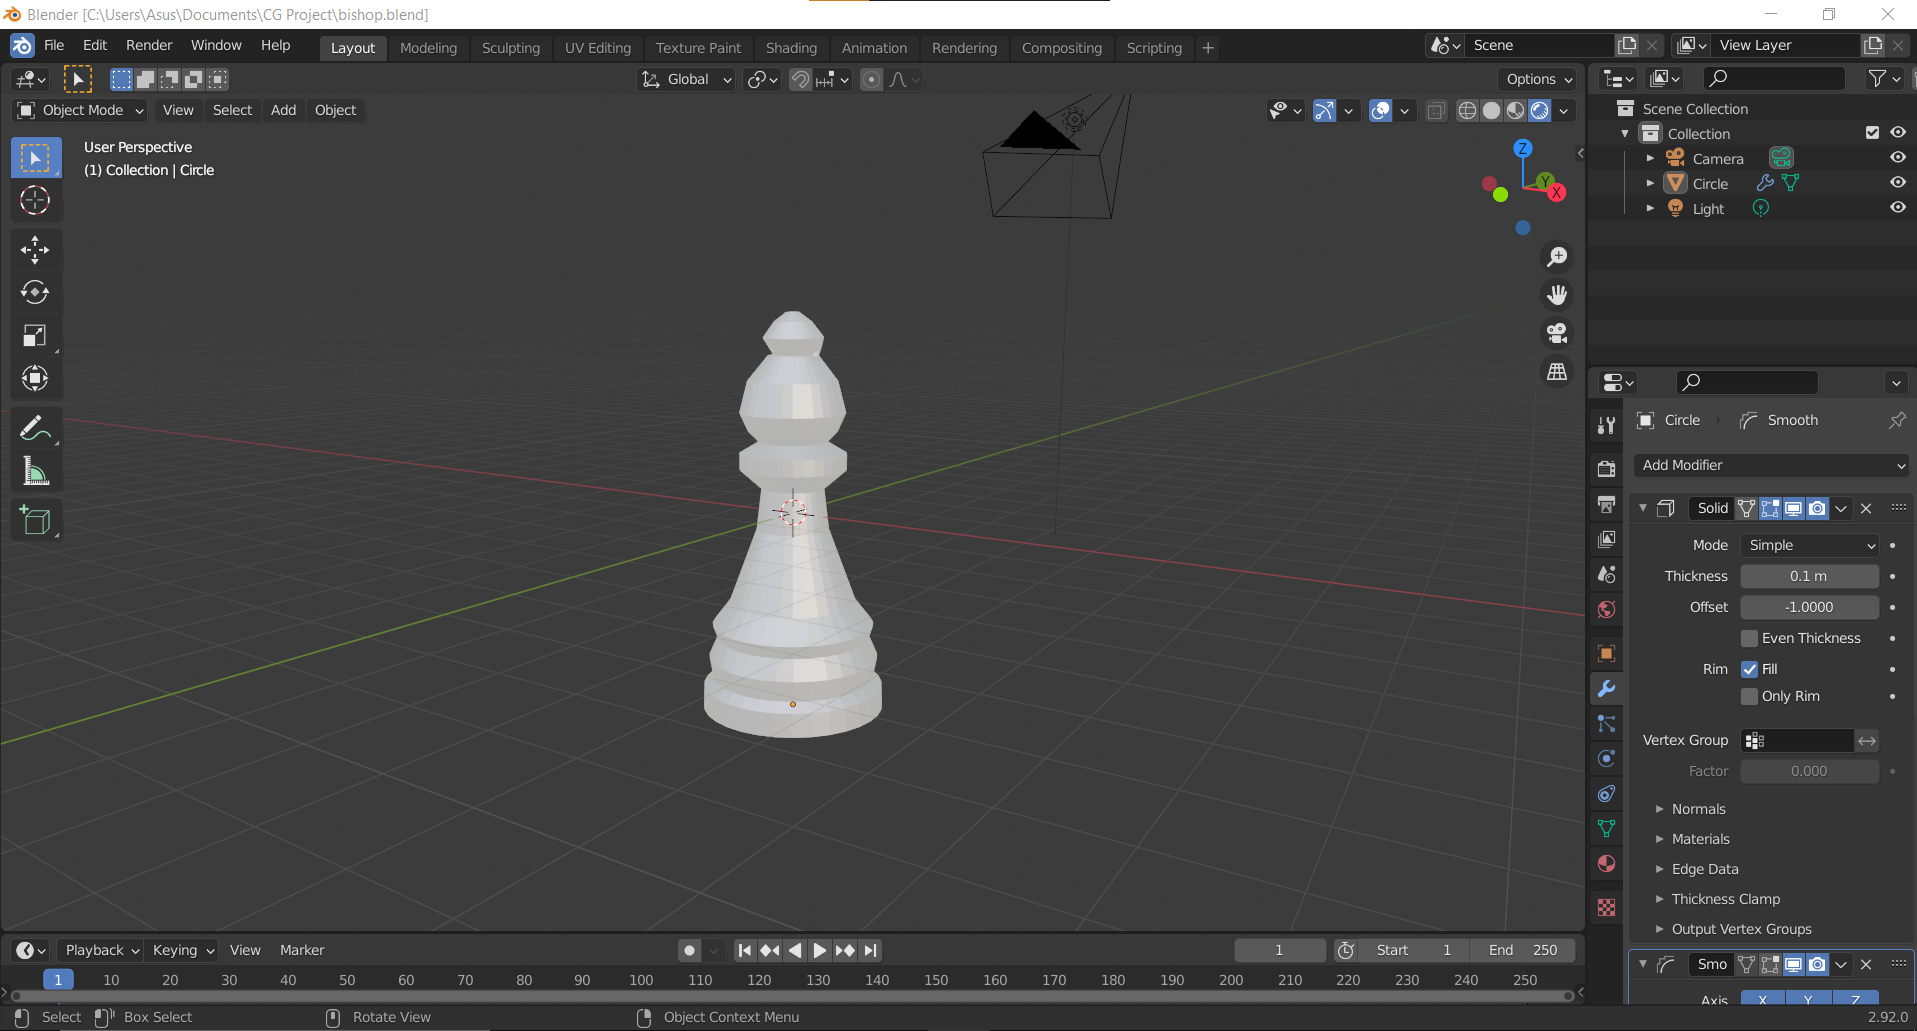 Blender [C:\Users\Asus\Documents\CG Project\bishop.blend]
File Edit Render Window Help Layout Modeling Sculpting UV Editing Texture Paint Shading Animation Rendering Compositing Scripting + Scene View Layer
Global Options
Object Mode View Select Add Object
User Perspective
(1) Collection | Circle
Z
Y
X
Scene Collection
Collection
Camera
Circle
Light
Circle Smooth
Add Modifier
Solid
Mode Simple
Thickness 0.1 m
Offset -1.0000
Even Thickness
Rim Fill
Only Rim
Vertex Group
Factor 0.000
Normals
Materials
Edge Data
Thickness Clamp
Output Vertex Groups
Smo
Axis X Y Z
Playback Keying View Marker 1 Start 1 End 250
1 10 20 30 40 50 60 70 80 90 100 110 120 130 140 150 160 170 180 190 200 210 220 230 240 250
Select Box Select Rotate View Object Context Menu 2.92.0